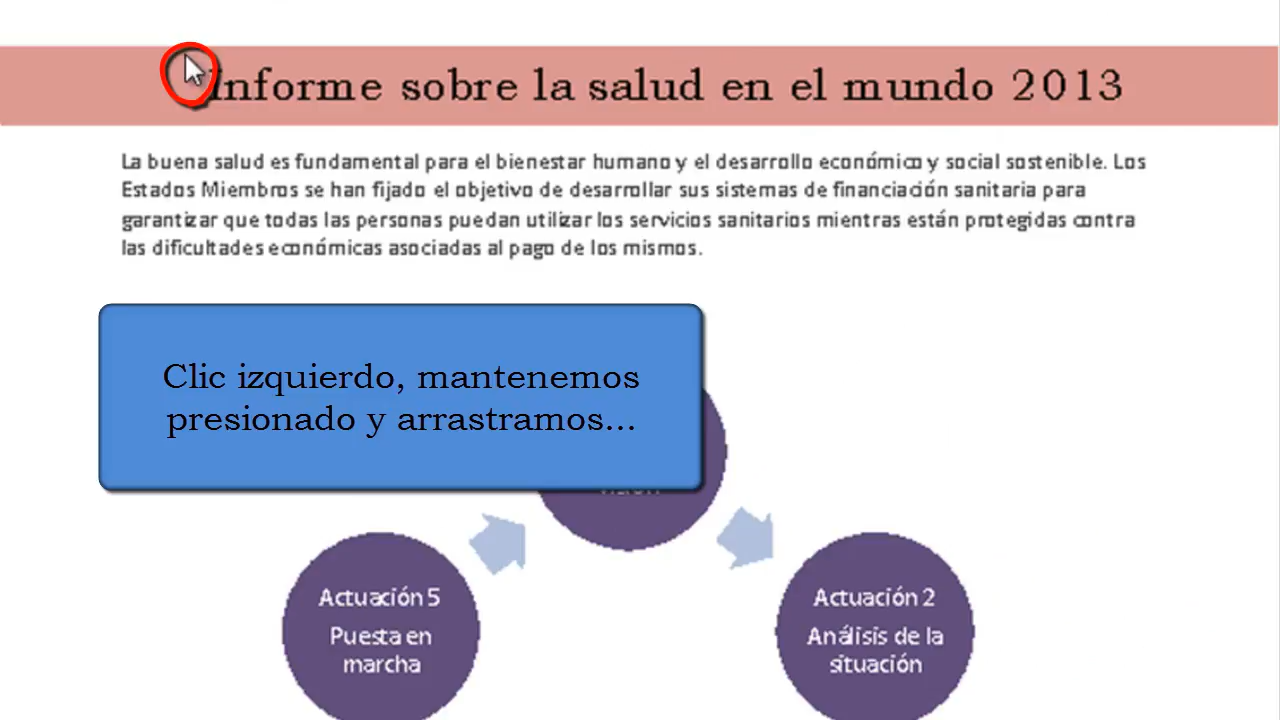 Informe sobre la salud en el mundo 2013
La buena salud es fundamental para el bienestar humano y el desarrollo económico y social sostenible. Los
Estados Miembros se han fijado el objetivo de desarrollar sus sistemas de financiación sanitaria para
garantizar que todas las personas puedan utilizar los servicios sanitarios mientras están protegidas contra
las dificultades económicas asociadas al pago de los mismos.
Clic izquierdo, mantenemos
presionado y arrastramos...
Actuación 5
Puesta en
marcha
Actuación 2
Análisis de la
situación